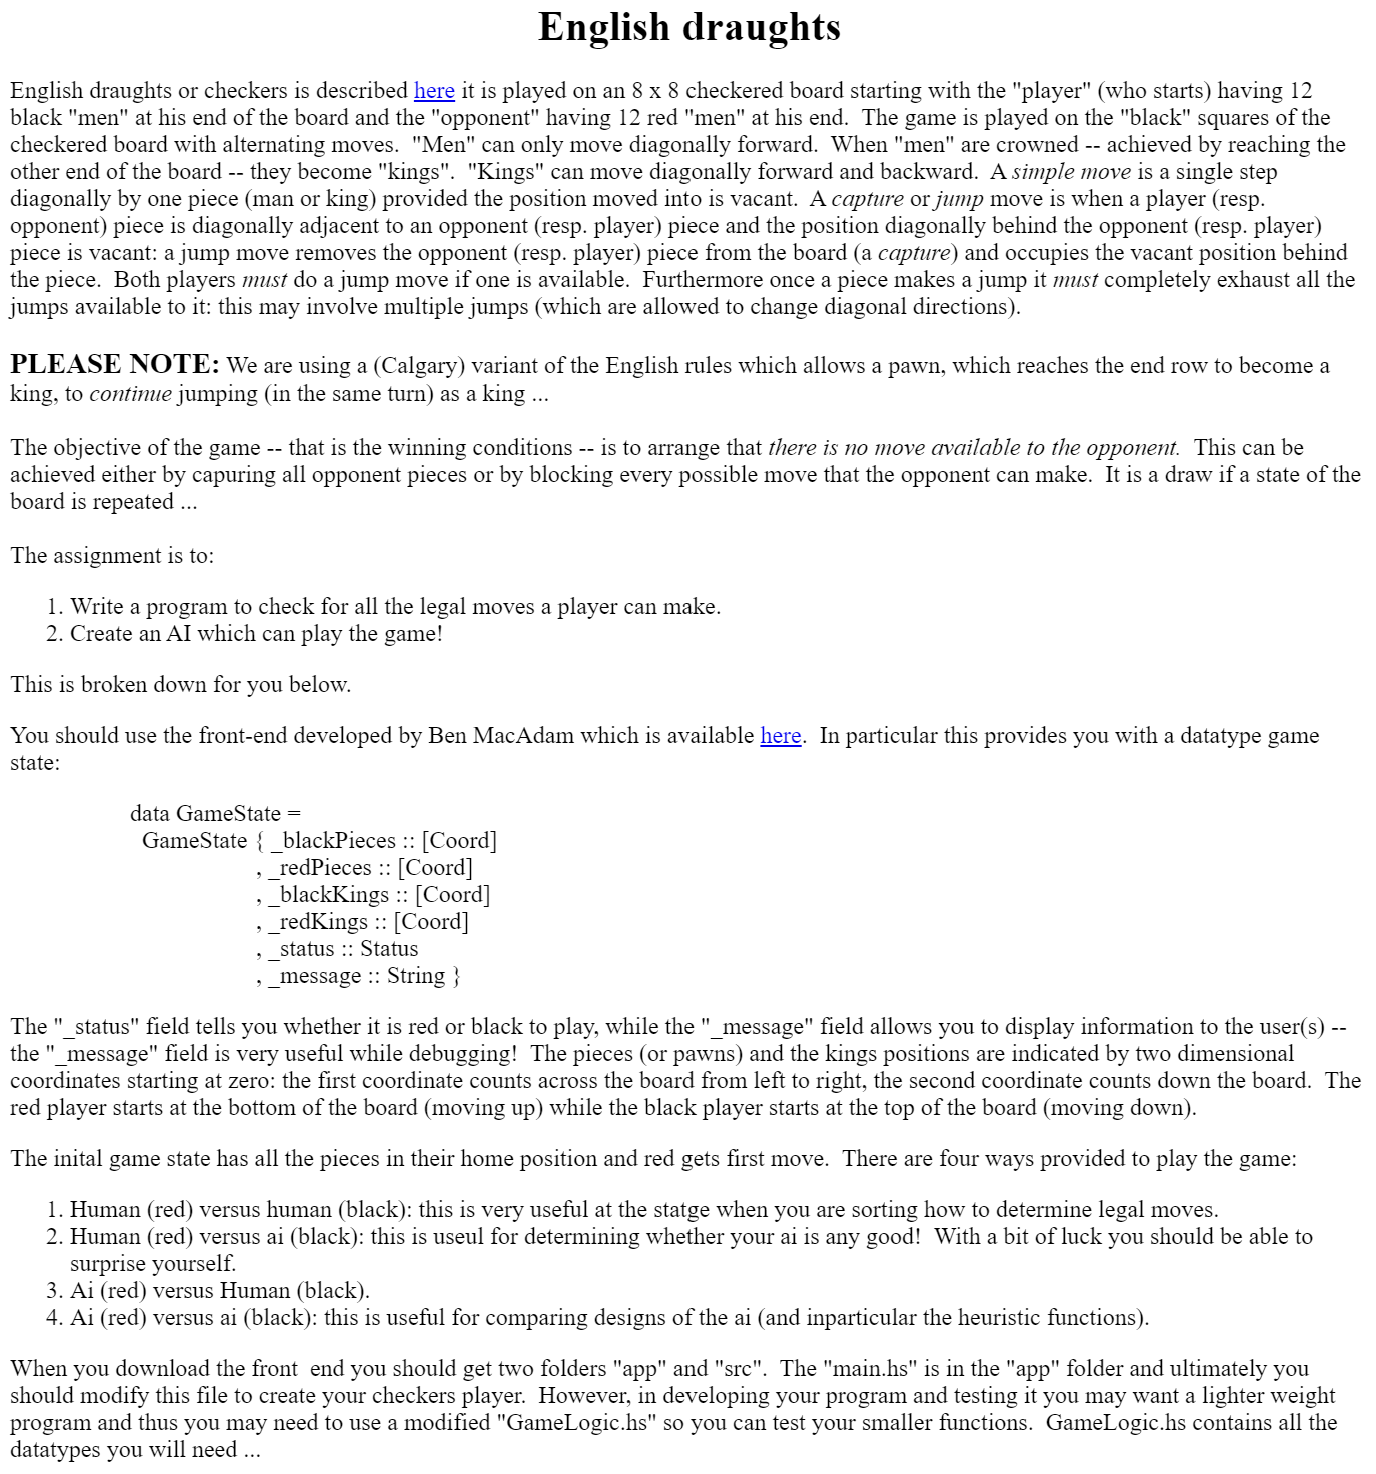 English draughts
English draughts or checkers is described here it is played on an 8 x 8 checkered board starting with the "player" (who starts) having 12
black "men" at his end of the board and the "opponent" having 12 red "men" at his end.  The game is played on the "black" squares of the
checkered board with alternating moves.  "Men" can only move diagonally forward.  When "men" are crowned -- achieved by reaching the
other end of the board -- they become "kings".  "Kings" can move diagonally forward and backward.  A simple move is a single step
diagonally by one piece (man or king) provided the position moved into is vacant.  A capture or jump move is when a player (resp.
opponent) piece is diagonally adjacent to an opponent (resp. player) piece and the position diagonally behind the opponent (resp. player)
piece is vacant: a jump move removes the opponent (resp. player) piece from the board (a capture) and occupies the vacant position behind
the piece.  Both players must do a jump move if one is available.  Furthermore once a piece makes a jump it must completely exhaust all the
jumps available to it: this may involve multiple jumps (which are allowed to change diagonal directions).
PLEASE NOTE: We are using a (Calgary) variant of the English rules which allows a pawn, which reaches the end row to become a
king, to continue jumping (in the same turn) as a king ...
The objective of the game -- that is the winning conditions -- is to arrange that there is no move available to the opponent.  This can be
achieved either by capuring all opponent pieces or by blocking every possible move that the opponent can make.  It is a draw if a state of the
board is repeated ...
The assignment is to:
1. Write a program to check for all the legal moves a player can make.
2. Create an AI which can play the game!
This is broken down for you below.
You should use the front-end developed by Ben MacAdam which is available here.  In particular this provides you with a datatype game
state:
data GameState =
GameState { _blackPieces :: [Coord]
, _redPieces :: [Coord]
, _blackKings :: [Coord]
, _redKings :: [Coord]
, _status :: Status
, _message :: String }
The "_status" field tells you whether it is red or black to play, while the "_message" field allows you to display information to the user(s) --
the "_message" field is very useful while debugging!  The pieces (or pawns) and the kings positions are indicated by two dimensional
coordinates starting at zero: the first coordinate counts across the board from left to right, the second coordinate counts down the board.  The
red player starts at the bottom of the board (moving up) while the black player starts at the top of the board (moving down).
The inital game state has all the pieces in their home position and red gets first move.  There are four ways provided to play the game:
1. Human (red) versus human (black): this is very useful at the statge when you are sorting how to determine legal moves.
2. Human (red) versus ai (black): this is useul for determining whether your ai is any good!  With a bit of luck you should be able to
surprise yourself.
3. Ai (red) versus Human (black).
4. Ai (red) versus ai (black): this is useful for comparing designs of the ai (and inparticular the heuristic functions).
When you download the front  end you should get two folders "app" and "src".  The "main.hs" is in the "app" folder and ultimately you
should modify this file to create your checkers player.  However, in developing your program and testing it you may want a lighter weight
program and thus you may need to use a modified "GameLogic.hs" so you can test your smaller functions.  GameLogic.hs contains all the
datatypes you will need ...